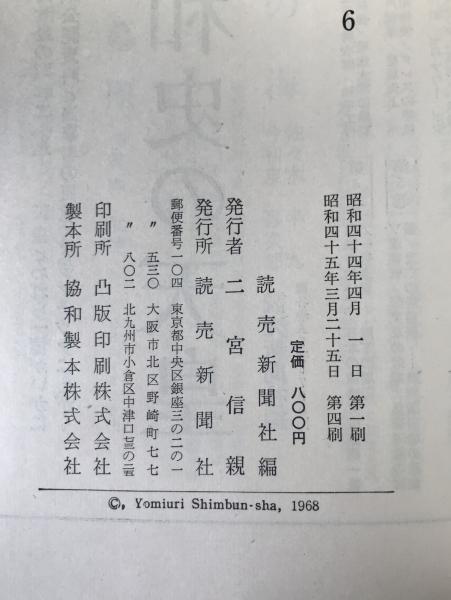 6
昭和四十四年四月 一日 第一刷
昭和四十五年三月二十五日 第四刷
定価 八〇〇円
読売新聞社編
発行者 二宮信親
発行所 読売新聞社
郵便番号一〇四 東京都中央区銀座三の二の一
〃 五三〇 大阪市北区野崎町七七
〃 八〇二 北九州市小倉区中津口
印刷所 凸版印刷株式会社
製本所 協和製本株式会社
©, Yomiuri Shimbun-sha, 1968